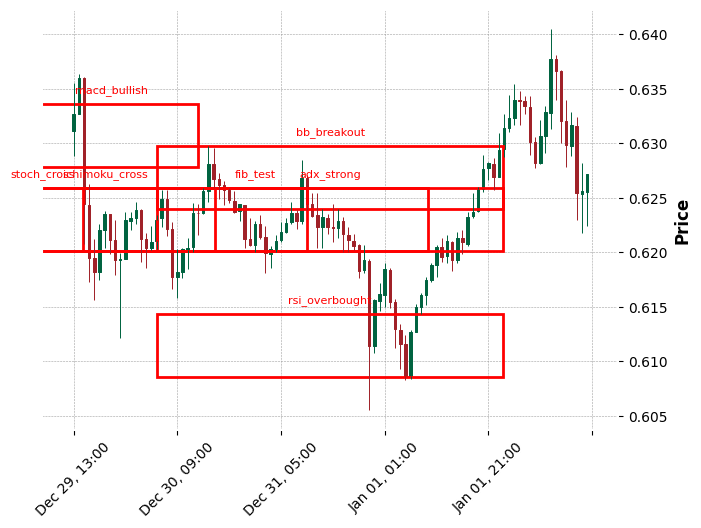 macd_bullish
bb_breakout
stoch_cross
ichimoku_cross
fib_test
adx_strong
rsi_overbought
0.640
0.635
0.630
0.625
0.620
0.615
0.610
0.605
Price
Dec 29, 13:00
Dec 30, 09:00
Dec 31, 05:00
Jan 01, 01:00
Jan 01, 21:00